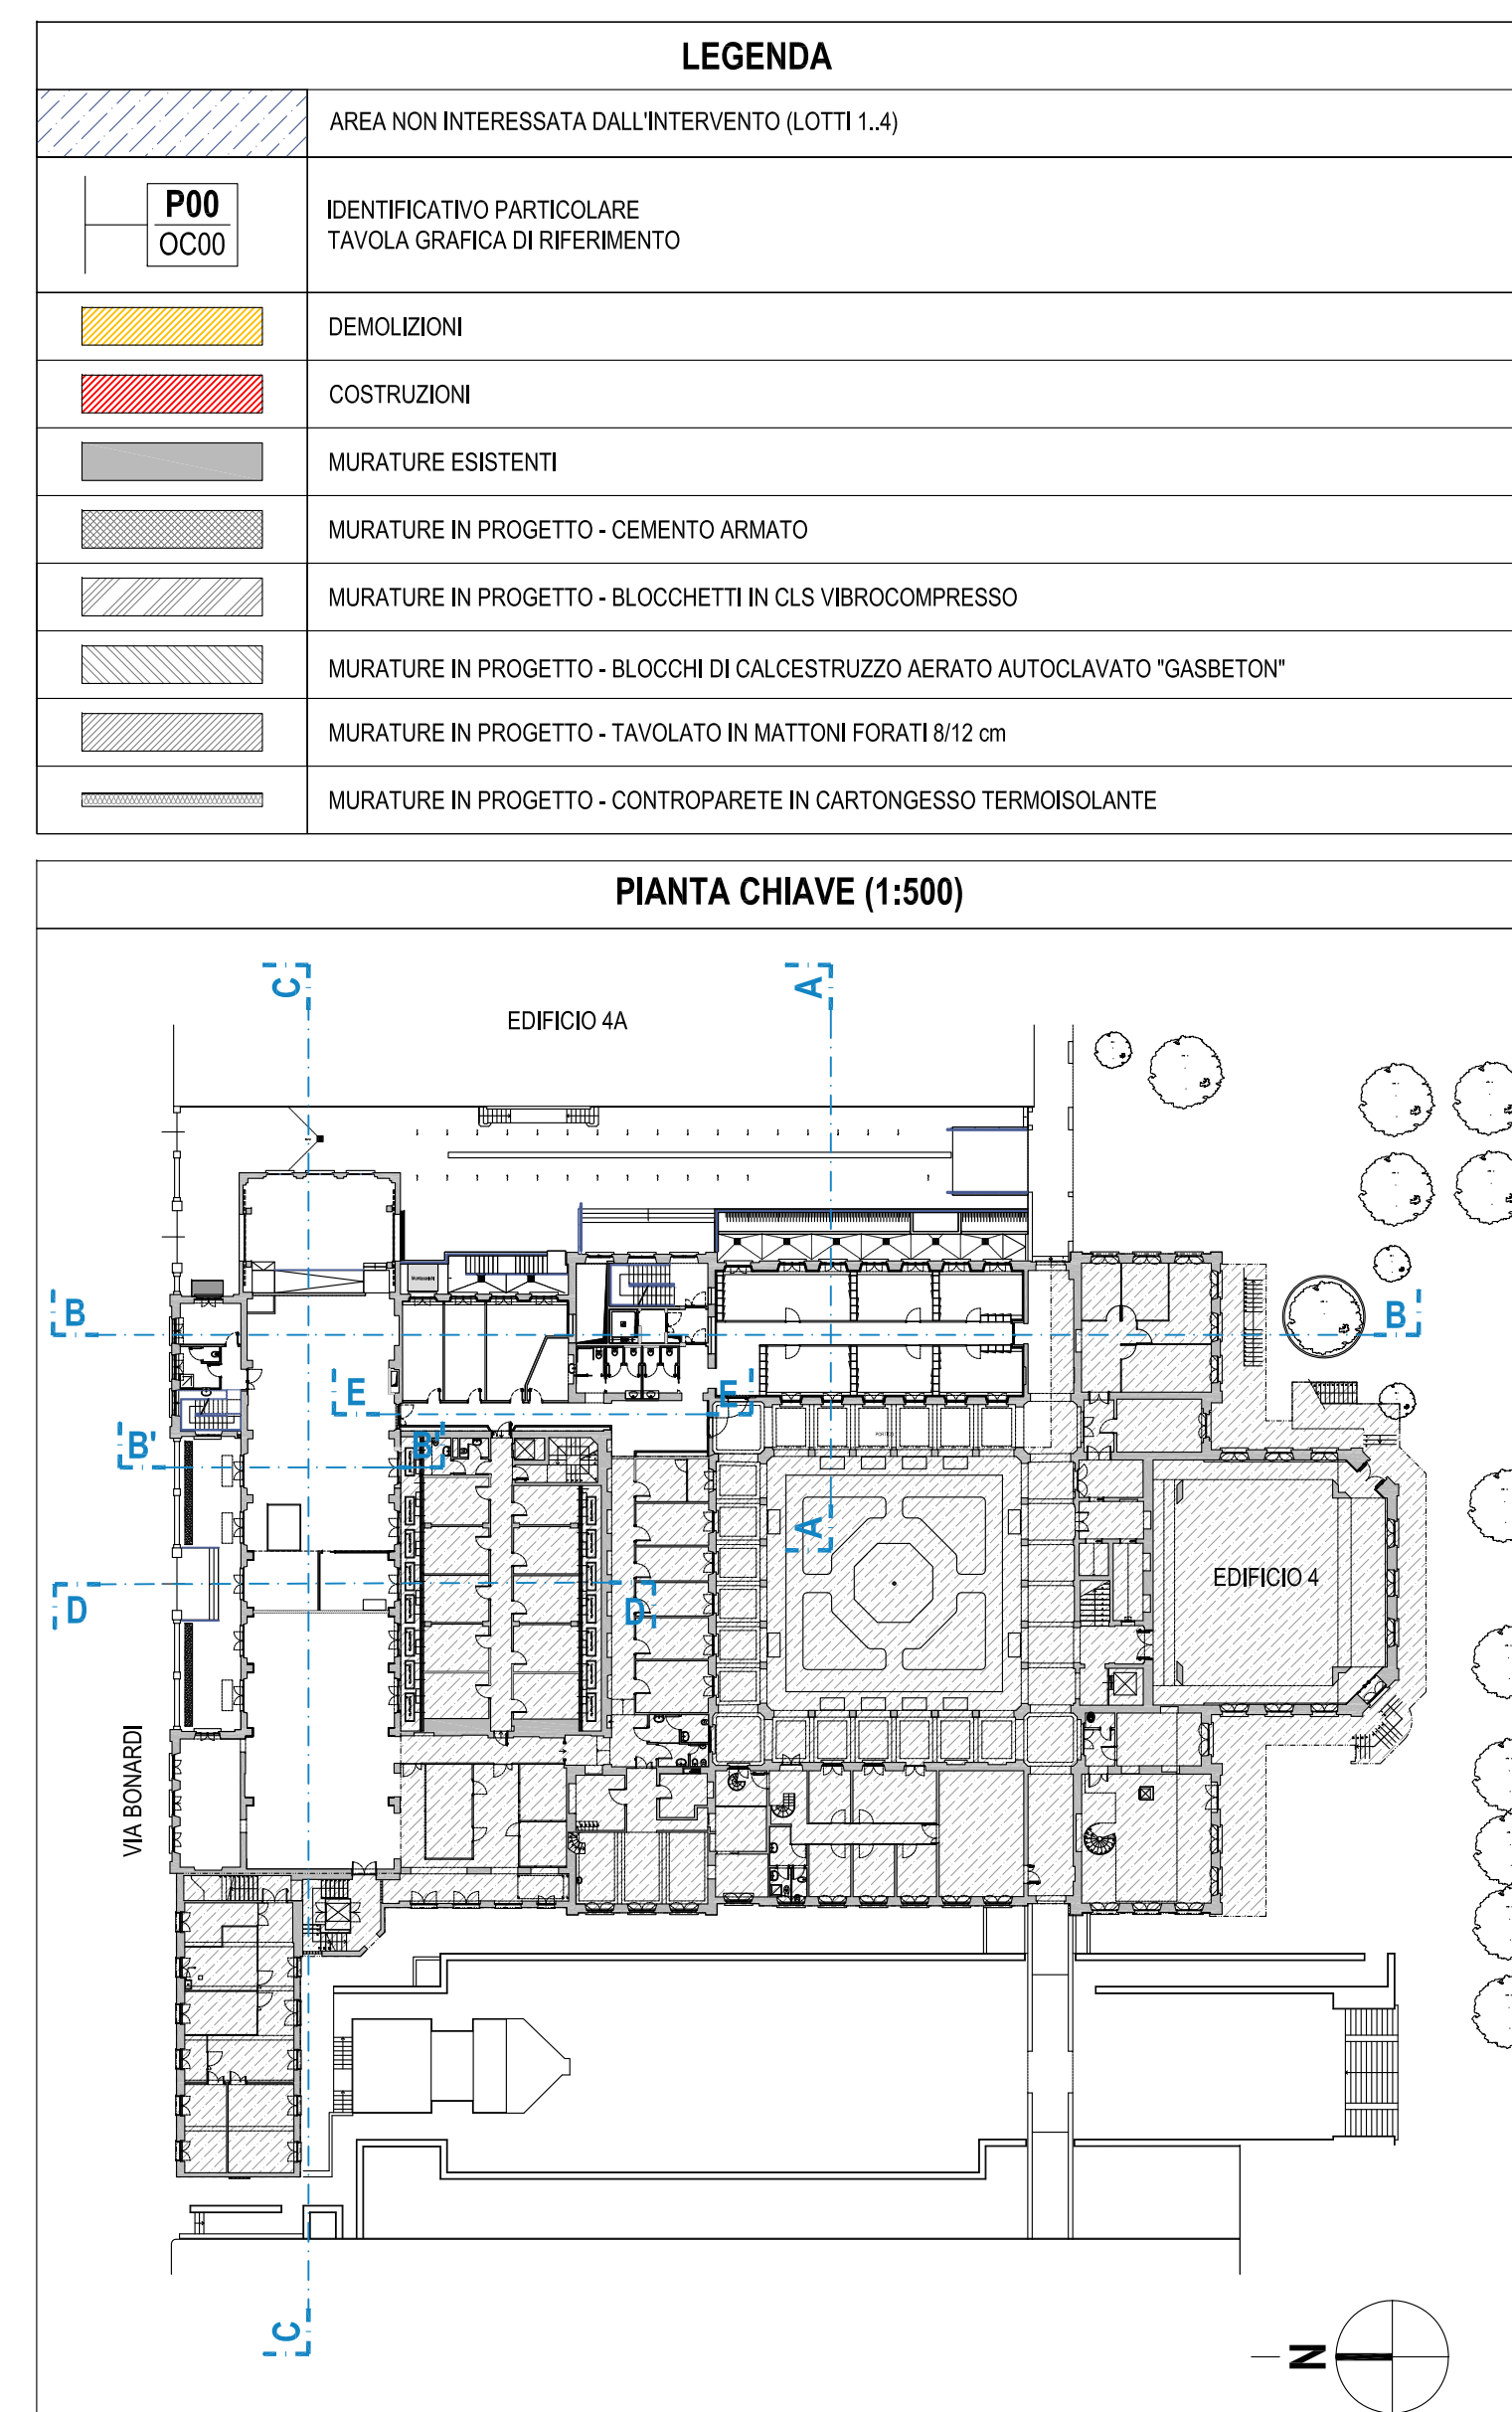 LEGENDA
AREA NON INTERESSATA DALL'INTERVENTO (LOTTI 1..4)
P00
OC00
IDENTIFICATIVO PARTICOLARE
TAVOLA GRAFICA DI RIFERIMENTO
DEMOLIZIONI
COSTRUZIONI
MURATURE ESISTENTI
MURATURE IN PROGETTO - CEMENTO ARMATO
MURATURE IN PROGETTO - BLOCCHETTI IN CLS VIBROCOMPRESSO
MURATURE IN PROGETTO - BLOCCHI DI CALCESTRUZZO AERATO AUTOCLAVATO "GASBETON"
MURATURE IN PROGETTO - TAVOLATO IN MATTONI FORATI 8/12 cm
MURATURE IN PROGETTO - CONTROPARETE IN CARTONGESSO TERMOISOLANTE
PIANTA CHIAVE (1:500)
C
A
EDIFICIO 4A
B
B
E
E
B'
B'
A
D
D
EDIFICIO 4
VIA BONARDI
C
N